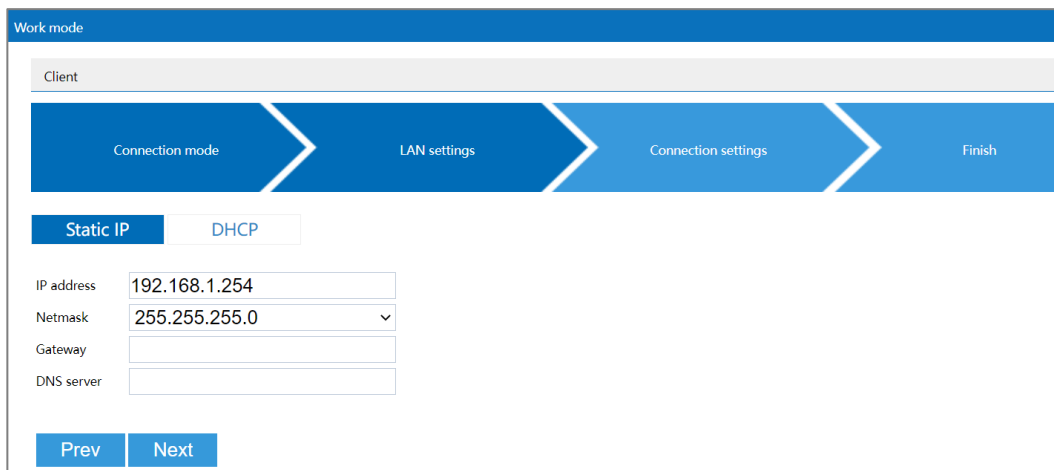 Work mode
Client
Connection mode
LAN settings
Connection settings
Finish
Static IP
DHCP
IP address 192.168.1.254
Netmask 255.255.255.0
Gateway
DNS server
Prev Next